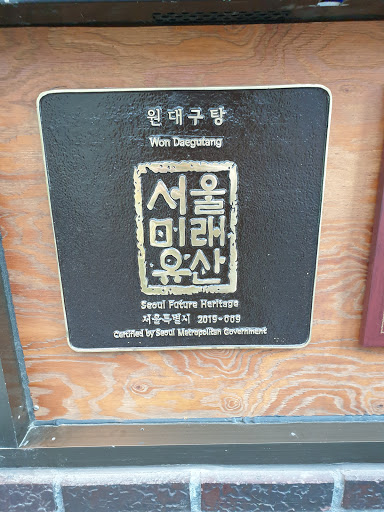 원대구탕
Won Daegutang
서울
미래
유산
Seoul Future Heritage
서울특별시 2019-009
Certified by Seoul Metropolitan Government